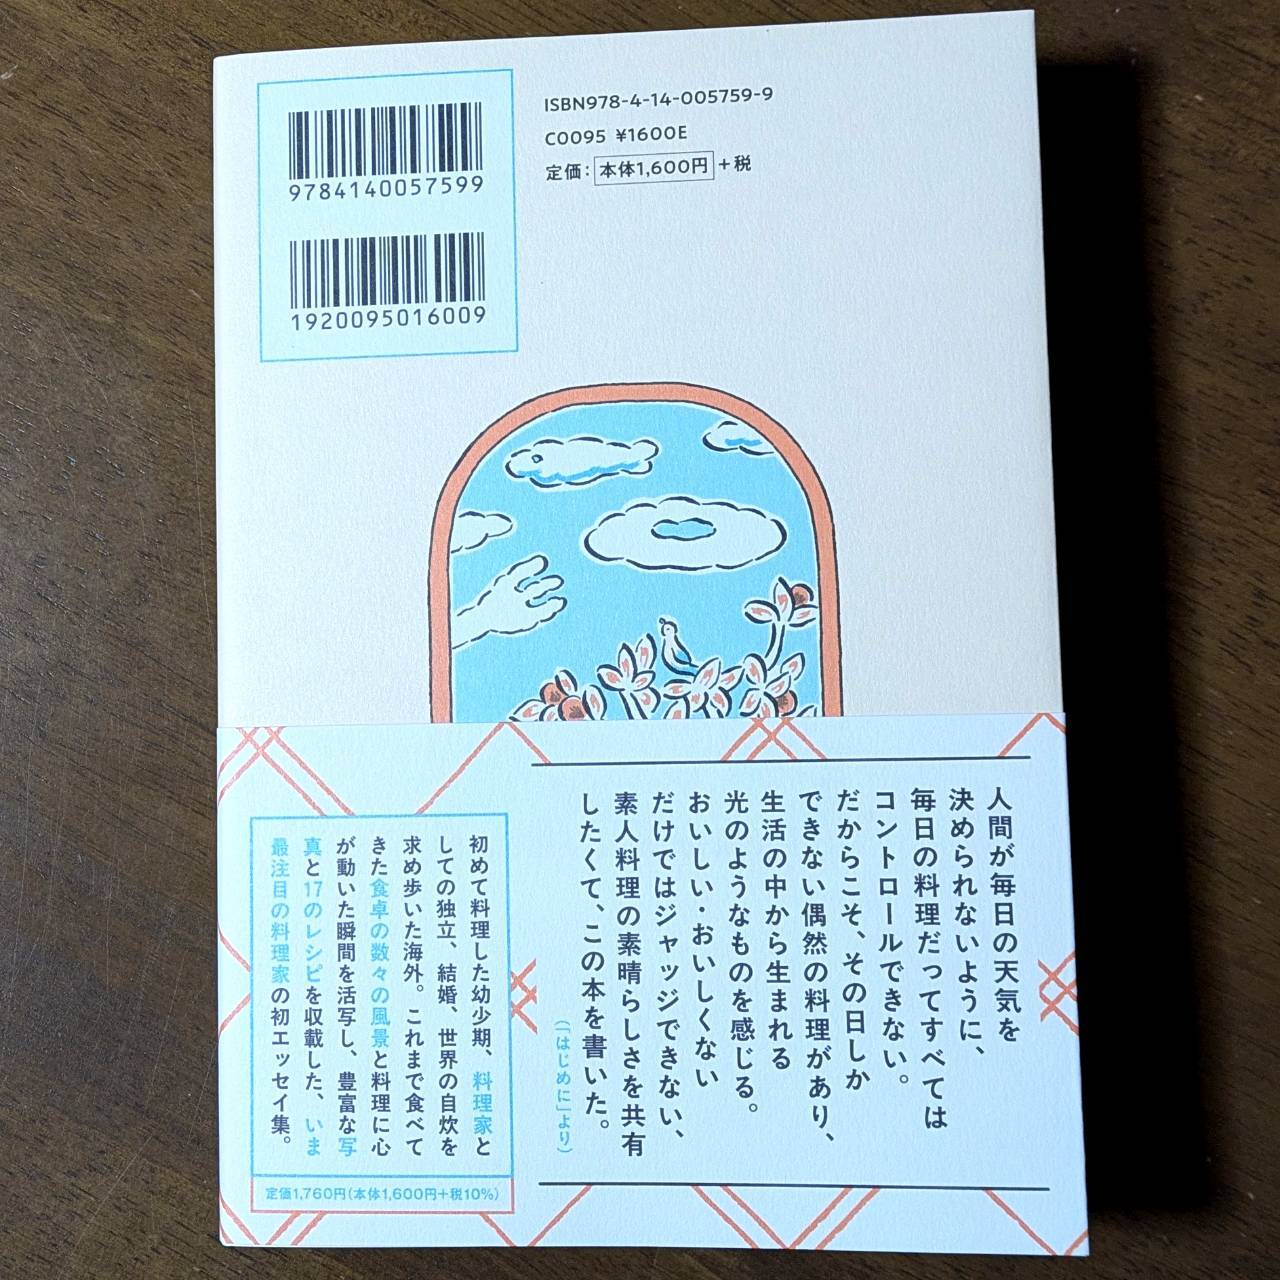 9784140057599
1920095016009
ISBN978-4-14-005759-9
C0095 ¥1600E
定価：本体1,600円＋税
人間が毎日の天気を
決められないように、
毎日の料理だってすべては
コントロールできない。
だからこそ、その日しか
できない偶然の料理があり、
生活の中から生まれる
光のようなものを感じる。
おいしい・おいしくない
だけではジャッジできない、
素人料理の素晴らしさを共有
したくて、この本を書いた。
（「はじめに」より）
初めて料理した幼少期、料理家と
しての独立、結婚、世界の自炊を
求め歩いた海外。これまで食べて
きた食卓の数々の風景と料理に心
が動いた瞬間を活写し、豊富な写
真と17のレシピを収載した、いま
最注目の料理家の初エッセイ集。
定価1,760円（本体1,600円＋税10%）